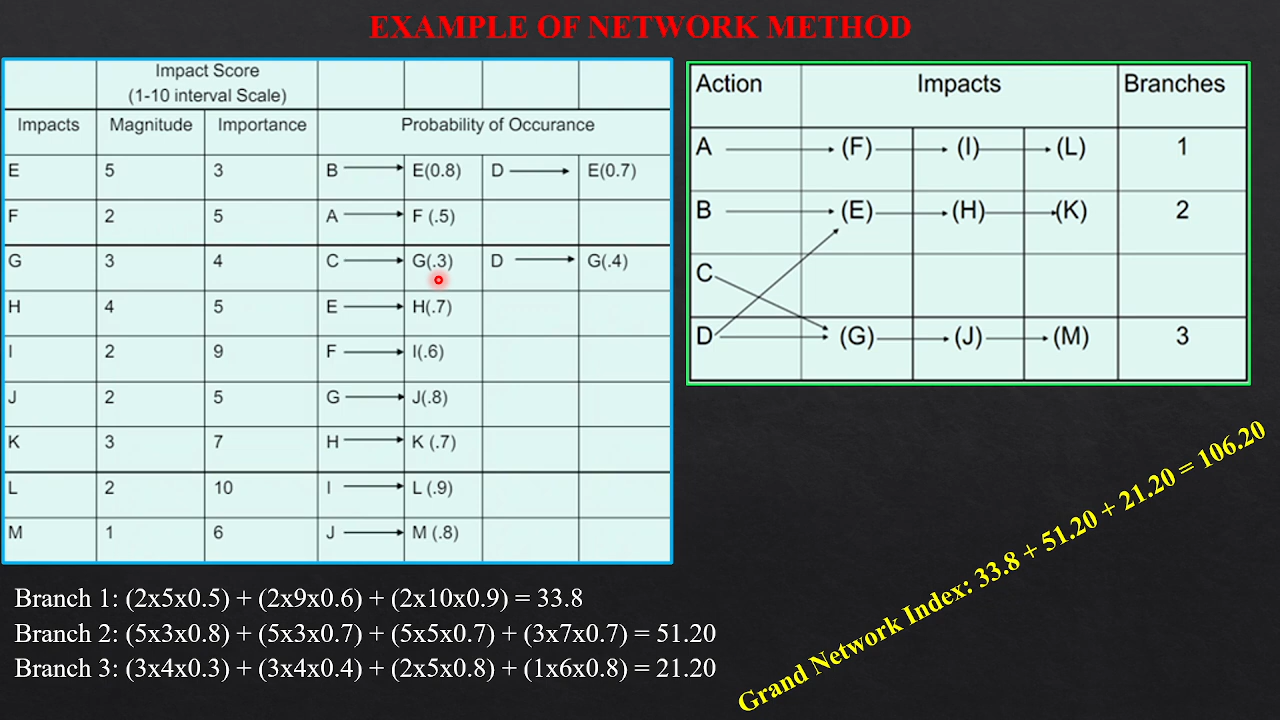 EXAMPLE OF NETWORK METHOD
Impact Score
(1-10 interval Scale)
Impacts Magnitude Importance Probability of Occurance
E 5 3 B E(0.8) D E(0.7)
F 2 5 A F (.5)
G 3 4 C G(.3) D G(.4)
H 4 5 E H(.7)
I 2 9 F I(.6)
J 2 5 G J(.8)
K 3 7 H K (.7)
L 2 10 I L (.9)
M 1 6 J M (.8)
Action Impacts Branches
A (F) (I) (L) 1
B (E) (H) (K) 2
C
D (G) (J) (M) 3
Branch 1: (2x5x0.5) + (2x9x0.6) + (2x10x0.9) = 33.8
Branch 2: (5x3x0.8) + (5x3x0.7) + (5x5x0.7) + (3x7x0.7) = 51.20
Branch 3: (3x4x0.3) + (3x4x0.4) + (2x5x0.8) + (1x6x0.8) = 21.20
Grand Network Index: 33.8 + 51.20 + 21.20 = 106.20